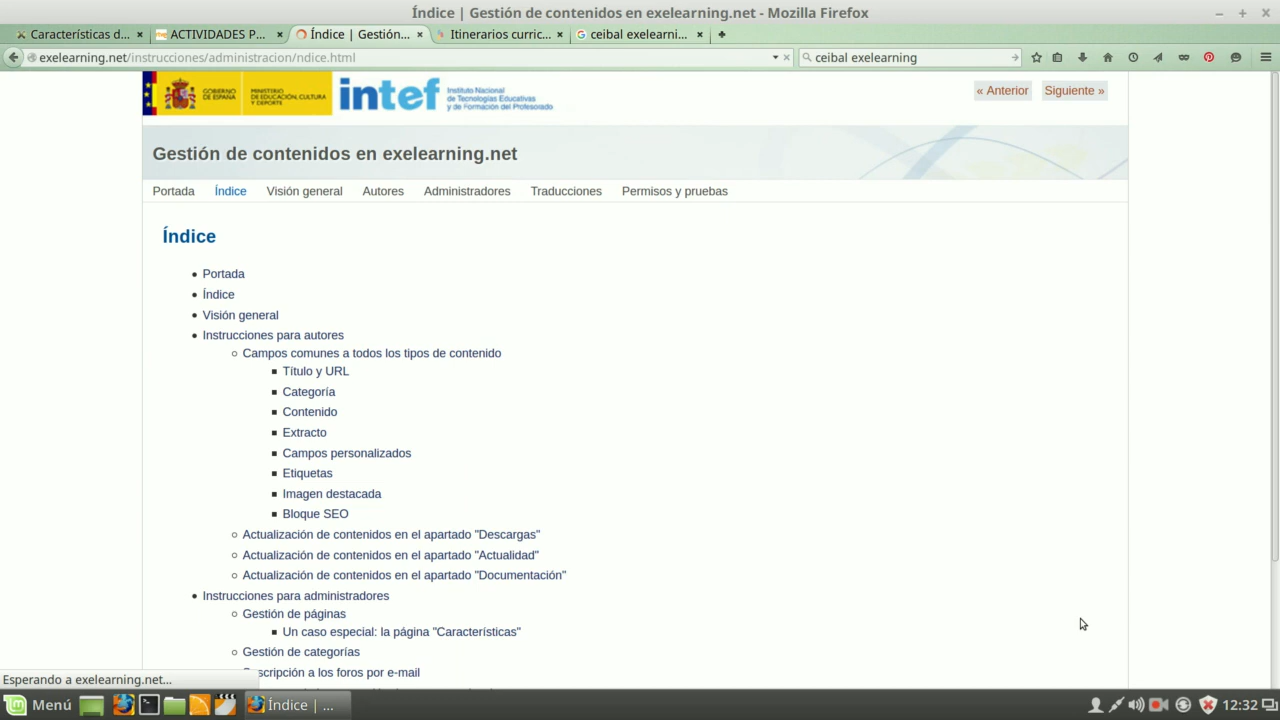 Índice | Gestión de contenidos en exelearning.net - Mozilla Firefox
Características d...
ACTIVIDADES P...
Índice | Gestión...
Itinerarios curric...
ceibal exelearni...
exelearning.net/instrucciones/administracion/ndice.html
ceibal exelearning
GOBIERNO DE ESPAÑA
MINISTERIO DE EDUCACIÓN, CULTURA Y DEPORTE
intef
Instituto Nacional
de Tecnologías Educativas
y de Formación del Profesorado
« Anterior
Siguiente »
Gestión de contenidos en exelearning.net
Portada Índice Visión general Autores Administradores Traducciones Permisos y pruebas
Índice
Portada
Índice
Visión general
Instrucciones para autores
Campos comunes a todos los tipos de contenido
Título y URL
Categoría
Contenido
Extracto
Campos personalizados
Etiquetas
Imagen destacada
Bloque SEO
Actualización de contenidos en el apartado "Descargas"
Actualización de contenidos en el apartado "Actualidad"
Actualización de contenidos en el apartado "Documentación"
Instrucciones para administradores
Gestión de páginas
Un caso especial: la página "Características"
Gestión de categorías
scripción a los foros por e-mail
Esperando a exelearning.net...
Menú
Índice | ...
12:32